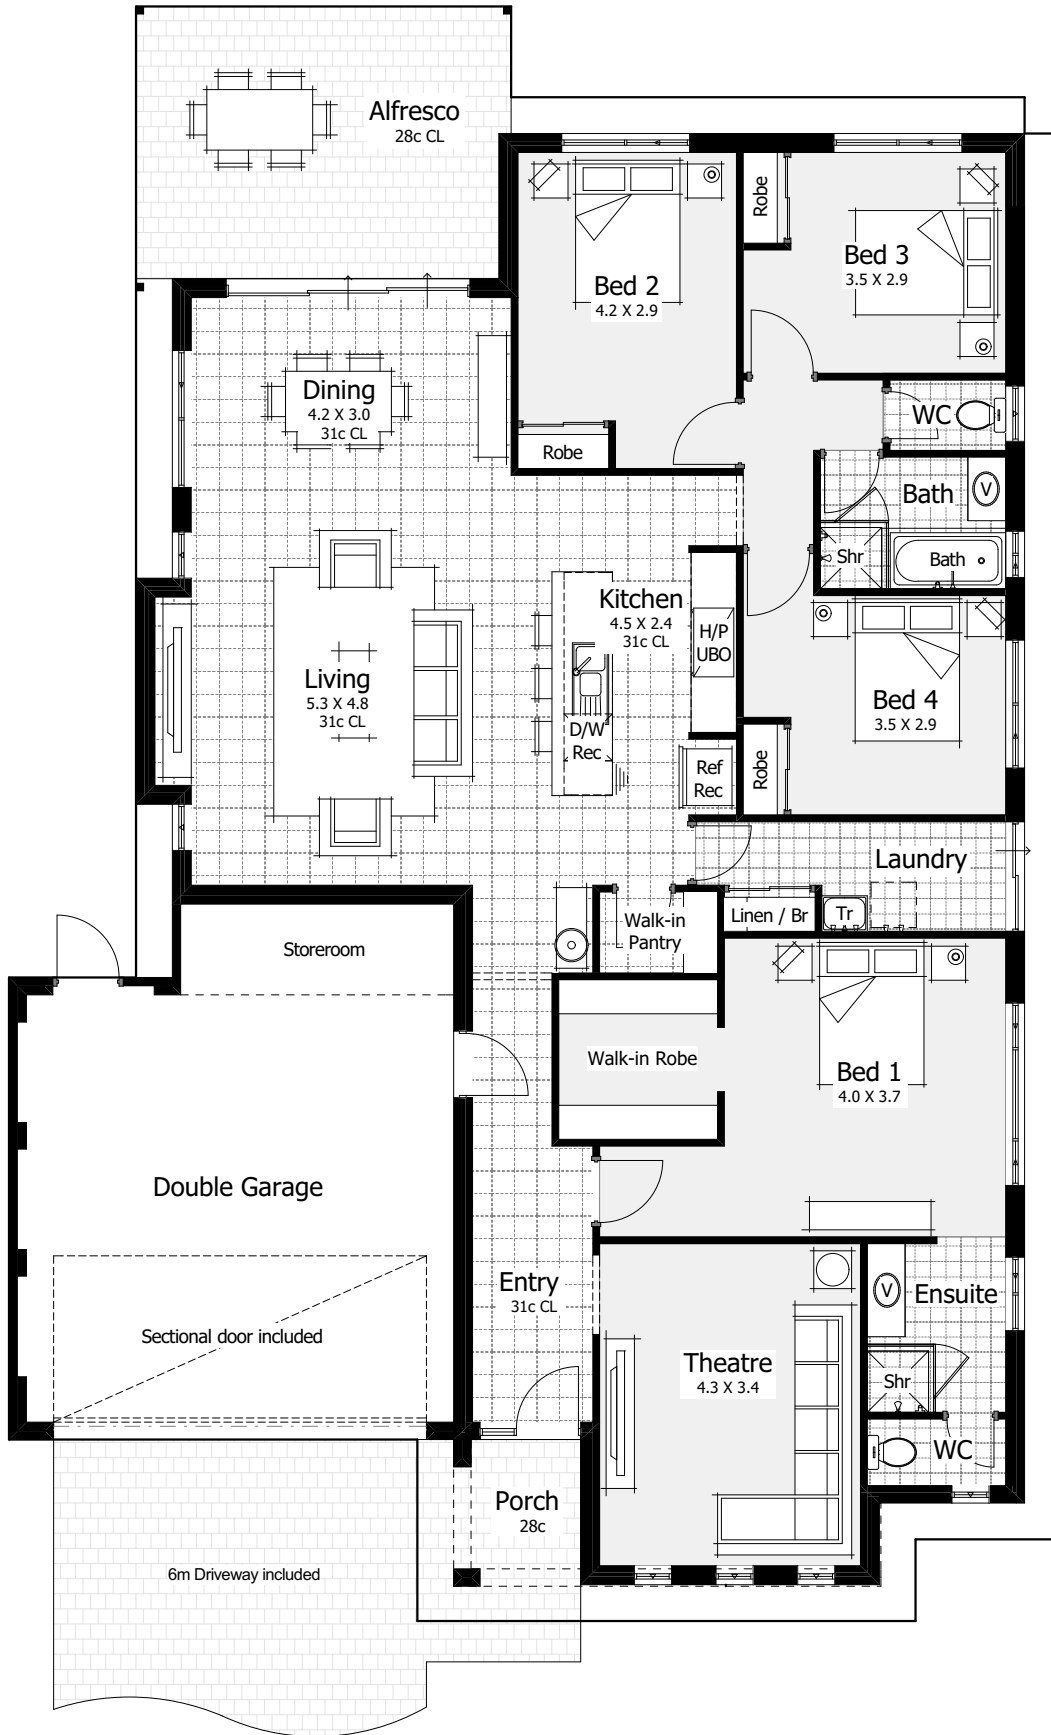 Alfresco
28c CL
Bed 2
4.2 X 2.9
Robe
Robe
Bed 3
3.5 X 2.9
Dining
4.2 X 3.0
31c CL
WC
Bath
V
Shr
Bath
Kitchen
4.5 X 2.4
31c CL
H/P
UBO
D/W
Rec
Ref
Rec
Living
5.3 X 4.8
31c CL
Bed 4
3.5 X 2.9
Robe
Laundry
Linen / Br
Tr
Walk-in
Pantry
Storeroom
Walk-in Robe
Bed 1
4.0 X 3.7
Double Garage
Sectional door included
Entry
31c CL
Theatre
4.3 X 3.4
V
Ensuite
Shr
WC
Porch
28c
6m Driveway included